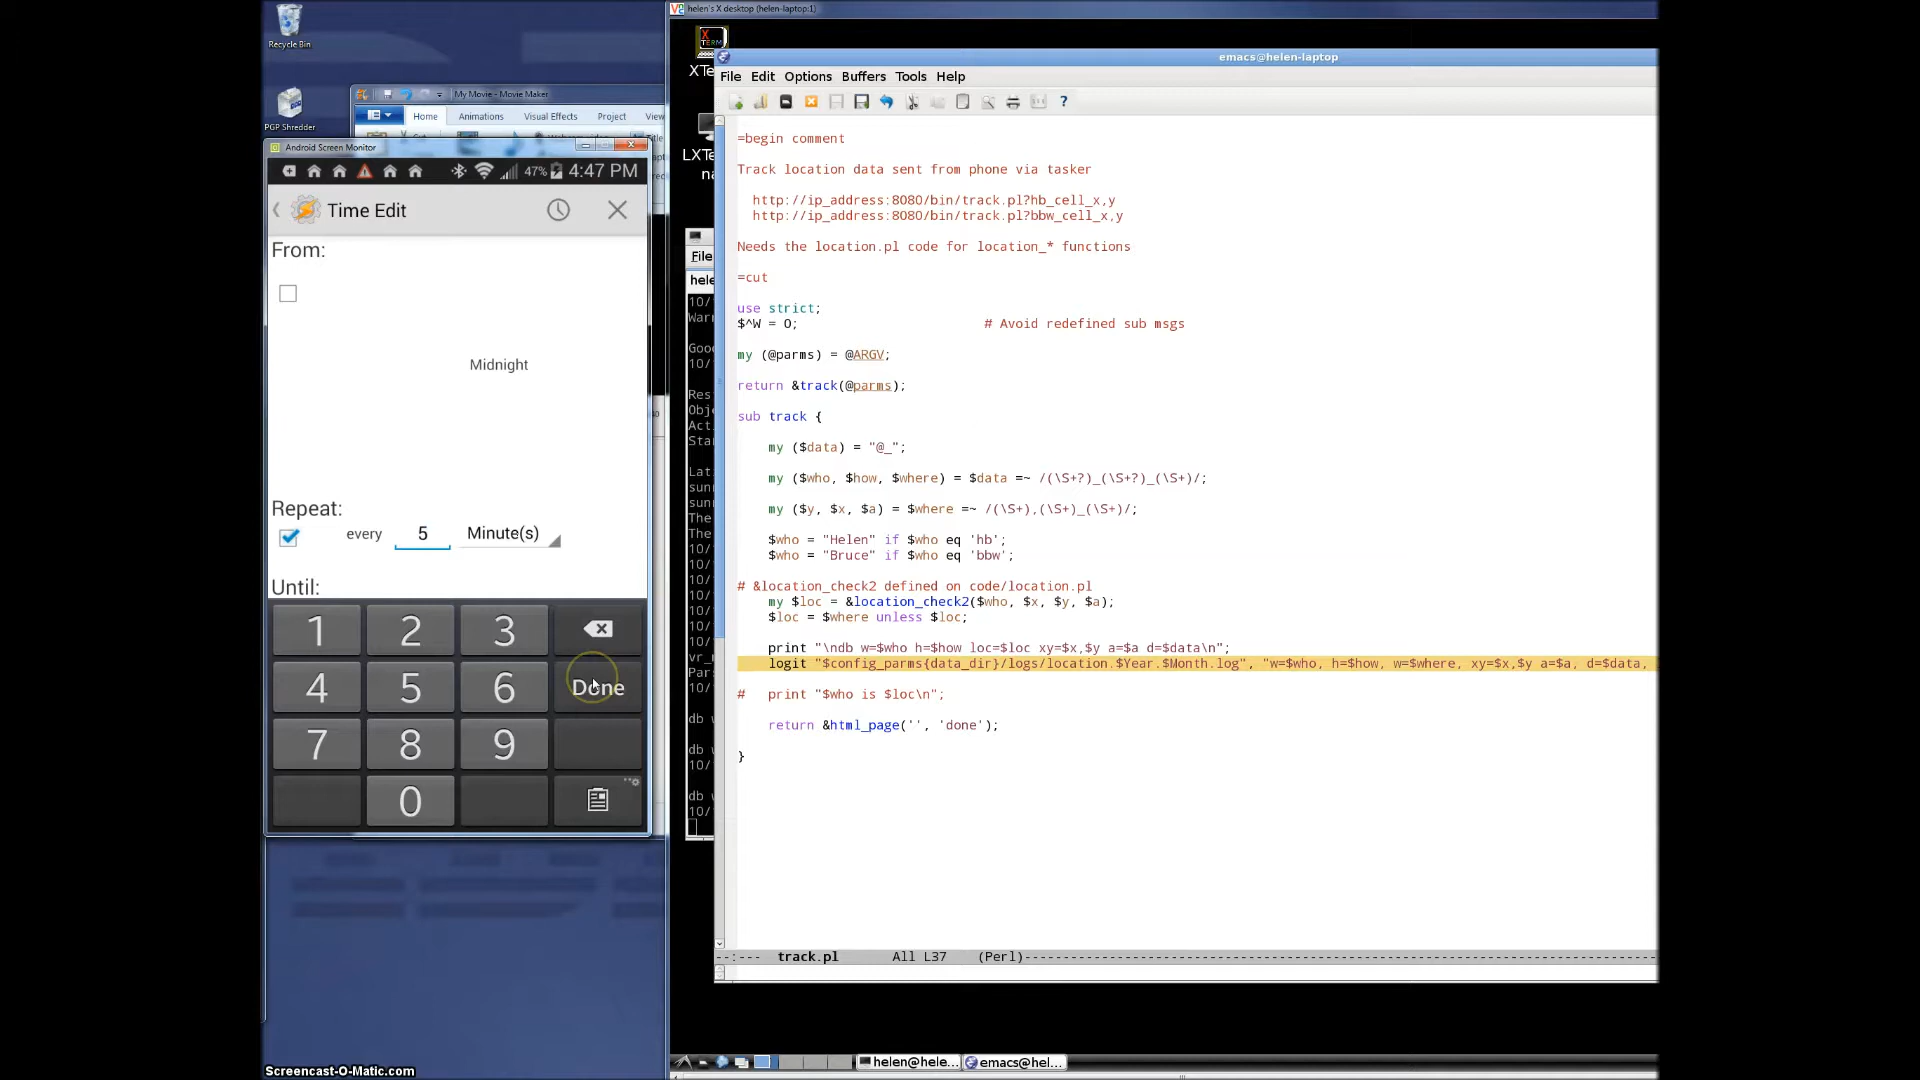 Recycle Bin
PGP Shredder
My Movie - Movie Maker
Home
Animations
Visual Effects
Project
View
Android Screen Monitor
47%
4:47 PM
Time Edit
From:
Midnight
Repeat:
every
5
Minute(s)
Until:
1
2
3
4
5
6
Done
7
8
9
0
Screencast-O-Matic.com
helen's X desktop (helen-laptop:1)
XTe
LXTe
na
File
hele
emacs@helen-laptop
File Edit Options Buffers Tools Help
=begin comment
Track location data sent from phone via tasker
http://ip_address:8080/bin/track.pl?hb_cell_x,y
http://ip_address:8080/bin/track.pl?bbw_cell_x,y
Needs the location.pl code for location_* functions
=cut
use strict;
$^W = 0; # Avoid redefined sub msgs
my (@parms) = @ARGV;
return &track(@parms);
sub track {
my ($data) = "@_";
my ($who, $how, $where) = $data =~ /(\S+?)_(\S+?)_(\S+)/;
my ($y, $x, $a) = $where =~ /(\S+),(\S+)_(\S+)/;
$who = "Helen" if $who eq 'hb';
$who = "Bruce" if $who eq 'bbw';
# &location_check2 defined on code/location.pl
my $loc = &location_check2($who, $x, $y, $a);
$loc = $where unless $loc;
print "\ndb w=$who h=$how loc=$loc xy=$x,$y a=$a d=$data\n";
logit "$config_parms{data_dir}/logs/location.$Year.$Month.log", "w=$who, h=$how, w=$where, xy=$x,$y a=$a, d=$data,
# print "$who is $loc\n";
return &html_page('', 'done');
}
--:--- track.pl All L37 (Perl)
helen@hele...
emacs@hel...